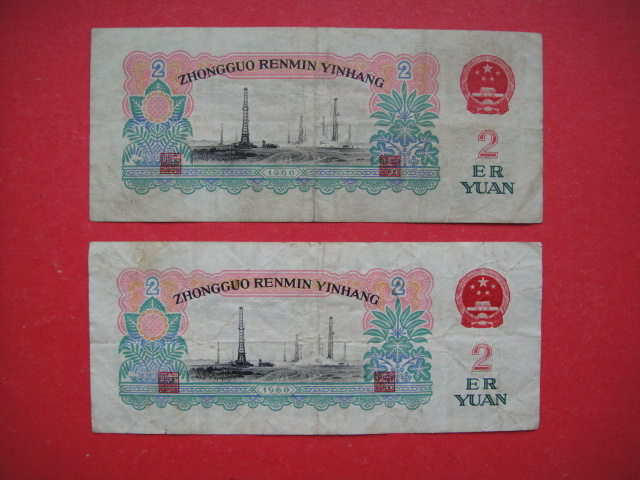 2 ZHONGGUO RENMIN YINHANG 2
2
ER
YUAN
1960
2 ZHONGGUO RENMIN YINHANG 2
2
ER
YUAN
1960